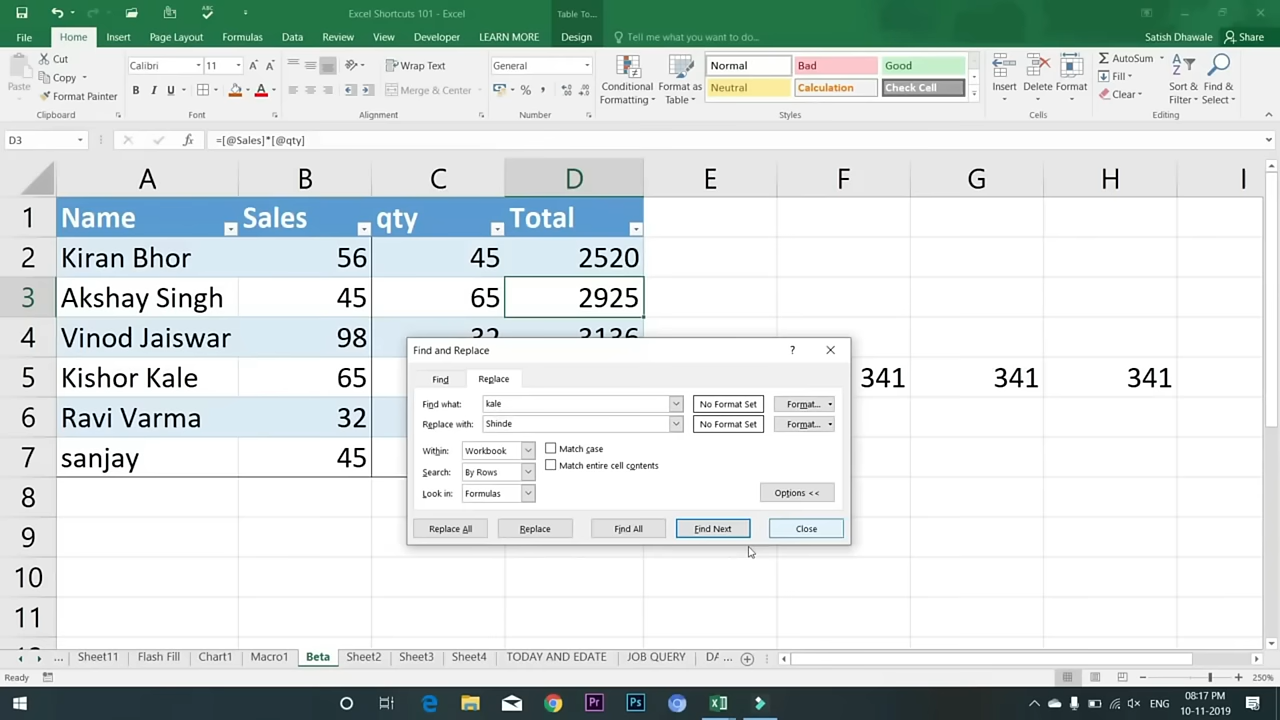 Excel Shortcuts 101 - Excel
Table To...
File Home Insert Page Layout Formulas Data Review View Developer LEARN MORE Design Tell me what you want to do... Satish Dhawale Share
Paste
Cut
Copy
Format Painter
Calibri 11
B I U
Wrap Text
Merge & Center
General
%
Conditional Formatting
Format as Table
Normal Bad Good
Neutral Calculation Check Cell
Insert Delete Format
AutoSum
Fill
Clear
Sort & Filter
Find & Select
Clipboard Font Alignment Number Styles Cells Editing
D3 fx =[@Sales]*[@qty]
A B C D E F G H I
1 Name Sales qty Total
2 Kiran Bhor 56 45 2520
3 Akshay Singh 45 65 2925
4 Vinod Jaiswar 98 32 3136
5 Kishor Kale 65 341 341 341
6 Ravi Varma 32
7 sanjay 45
8
9
10
11
Find and Replace ?
Find Replace
Find what: kale No Format Set Format...
Replace with: Shinde No Format Set Format...
Within: Workbook Match case
Search: By Rows Match entire cell contents
Look in: Formulas
Options <<
Replace All Replace Find All Find Next Close
... Sheet11 Flash Fill Chart1 Macro1 Beta Sheet2 Sheet3 Sheet4 TODAY AND EDATE JOB QUERY DA ...
Ready 250%
Pr Ps ENG 08:17 PM
10-11-2019